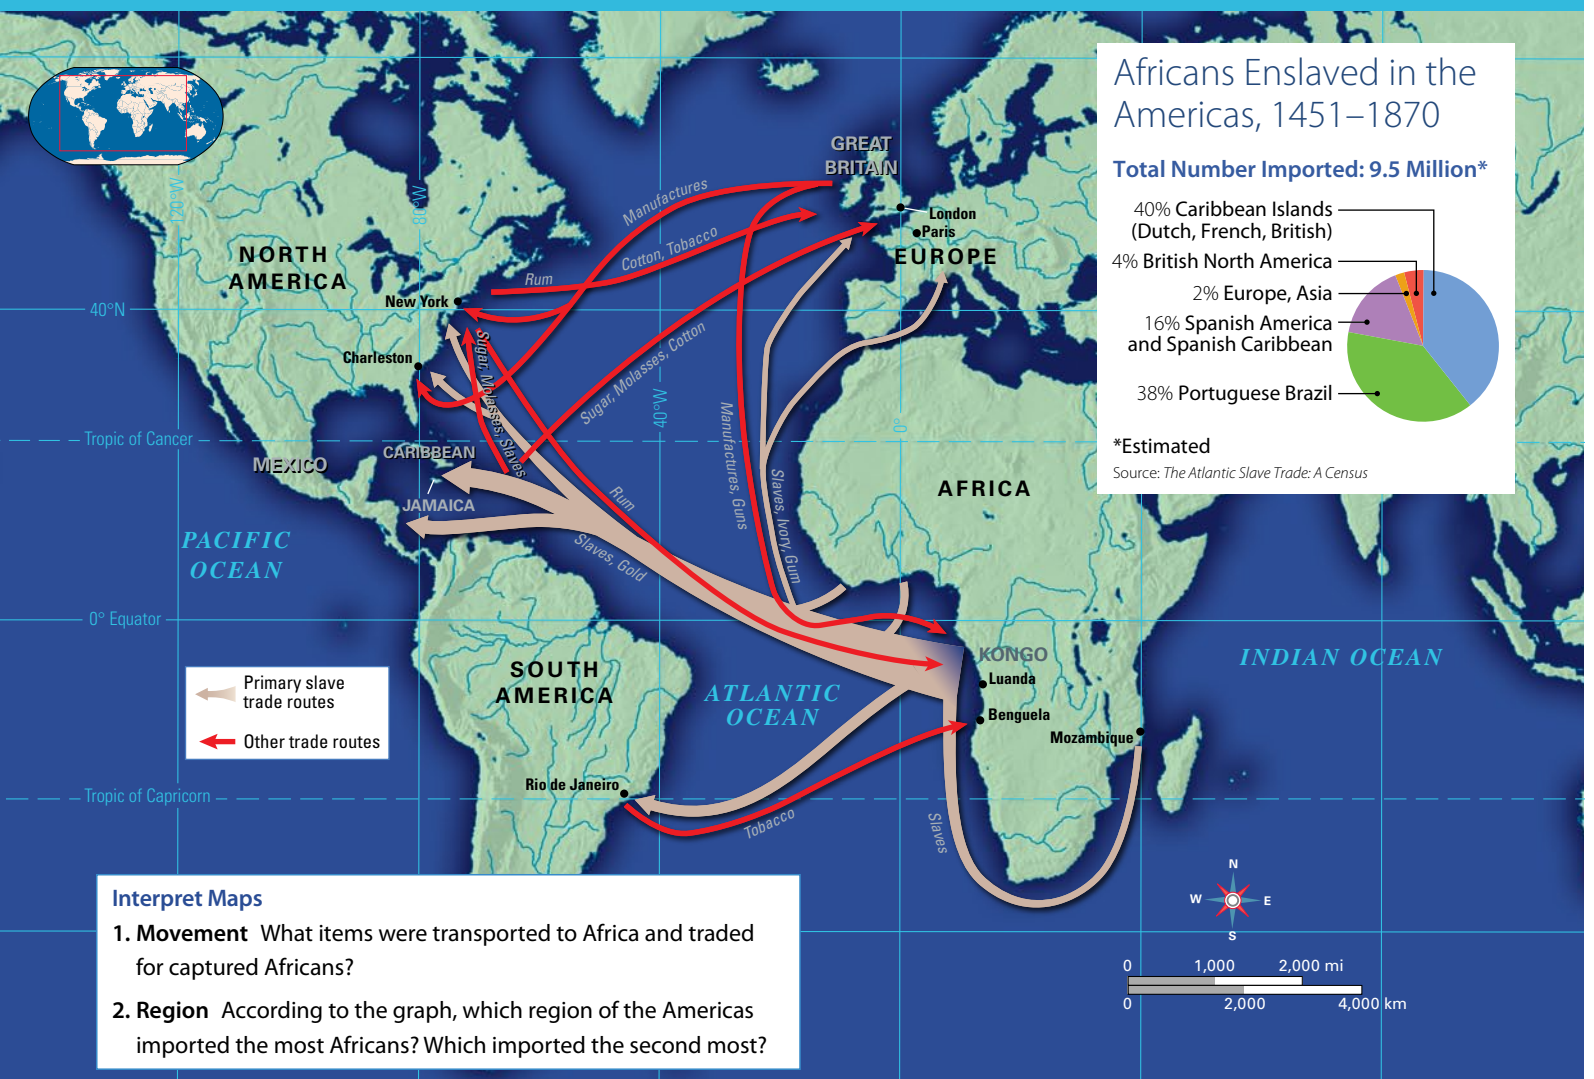 Africans Enslaved in the
Americas, 1451–1870
Total Number Imported: 9.5 Million*
40% Caribbean Islands
(Dutch, French, British)
4% British North America
2% Europe, Asia
16% Spanish America
and Spanish Caribbean
38% Portuguese Brazil
*Estimated
Source: The Atlantic Slave Trade: A Census
120°W
80°W
40°W
0°
40°N
Tropic of Cancer
0° Equator
Tropic of Capricorn
GREAT
BRITAIN
London
Paris
EUROPE
NORTH
AMERICA
New York
Charleston
MEXICO
CARIBBEAN
JAMAICA
AFRICA
PACIFIC
OCEAN
SOUTH
AMERICA
ATLANTIC
OCEAN
INDIAN OCEAN
KONGO
Luanda
Benguela
Mozambique
Rio de Janeiro
Manufactures
Cotton, Tobacco
Rum
Sugar, Molasses, Cotton
Sugar, Molasses, Slaves
Manufactures, Guns
Slaves, Ivory, Gum
Rum
Slaves, Gold
Tobacco
Slaves
Primary slave
trade routes
Other trade routes
N
W
E
S
0 1,000 2,000 mi
0 2,000 4,000 km
Interpret Maps
1. Movement What items were transported to Africa and traded
for captured Africans?
2. Region According to the graph, which region of the Americas
imported the most Africans? Which imported the second most?